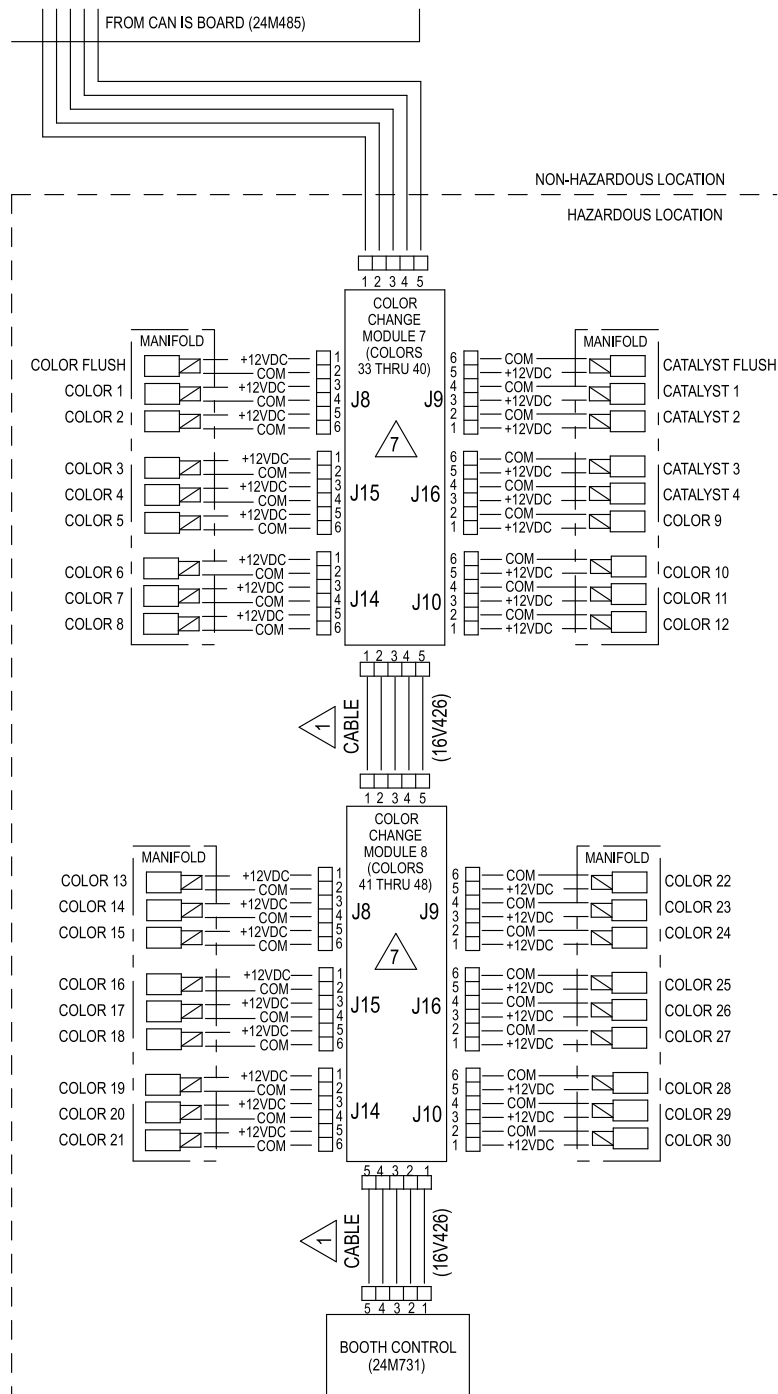 FROM CAN IS BOARD (24M485)
NON-HAZARDOUS LOCATION
HAZARDOUS LOCATION
1 2 3 4 5
COLOR
CHANGE
MODULE 7
(COLORS
33 THRU 40)
MANIFOLD
MANIFOLD
COLOR FLUSH +12VDC 1 6 COM CATALYST FLUSH
COM 2 5 +12VDC
COLOR 1 +12VDC 3 4 COM CATALYST 1
COM 4 J8 J9 3 +12VDC
COLOR 2 +12VDC 5 2 COM CATALYST 2
COM 6 1 +12VDC
7
COLOR 3 +12VDC 1 6 COM CATALYST 3
COM 2 5 +12VDC
COLOR 4 +12VDC 3 4 COM CATALYST 4
COM 4 J15 J16 3 +12VDC
COLOR 5 +12VDC 5 2 COM COLOR 9
COM 6 1 +12VDC
COLOR 6 +12VDC 1 6 COM COLOR 10
COM 2 5 +12VDC
COLOR 7 +12VDC 3 4 COM COLOR 11
COM 4 J14 J10 3 +12VDC
COLOR 8 +12VDC 5 2 COM COLOR 12
COM 6 1 +12VDC
1 2 3 4 5
1 CABLE (16V426)
1 2 3 4 5
COLOR
CHANGE
MODULE 8
(COLORS
41 THRU 48)
MANIFOLD
MANIFOLD
COLOR 13 +12VDC 1 6 COM COLOR 22
COM 2 5 +12VDC
COLOR 14 +12VDC 3 4 COM COLOR 23
COM 4 J8 J9 3 +12VDC
COLOR 15 +12VDC 5 2 COM COLOR 24
COM 6 1 +12VDC
7
COLOR 16 +12VDC 1 6 COM COLOR 25
COM 2 5 +12VDC
COLOR 17 +12VDC 3 4 COM COLOR 26
COM 4 J15 J16 3 +12VDC
COLOR 18 +12VDC 5 2 COM COLOR 27
COM 6 1 +12VDC
COLOR 19 +12VDC 1 6 COM COLOR 28
COM 2 5 +12VDC
COLOR 20 +12VDC 3 4 COM COLOR 29
COM 4 J14 J10 3 +12VDC
COLOR 21 +12VDC 5 2 COM COLOR 30
COM 6 1 +12VDC
5 4 3 2 1
1 CABLE (16V426)
5 4 3 2 1
BOOTH CONTROL
(24M731)